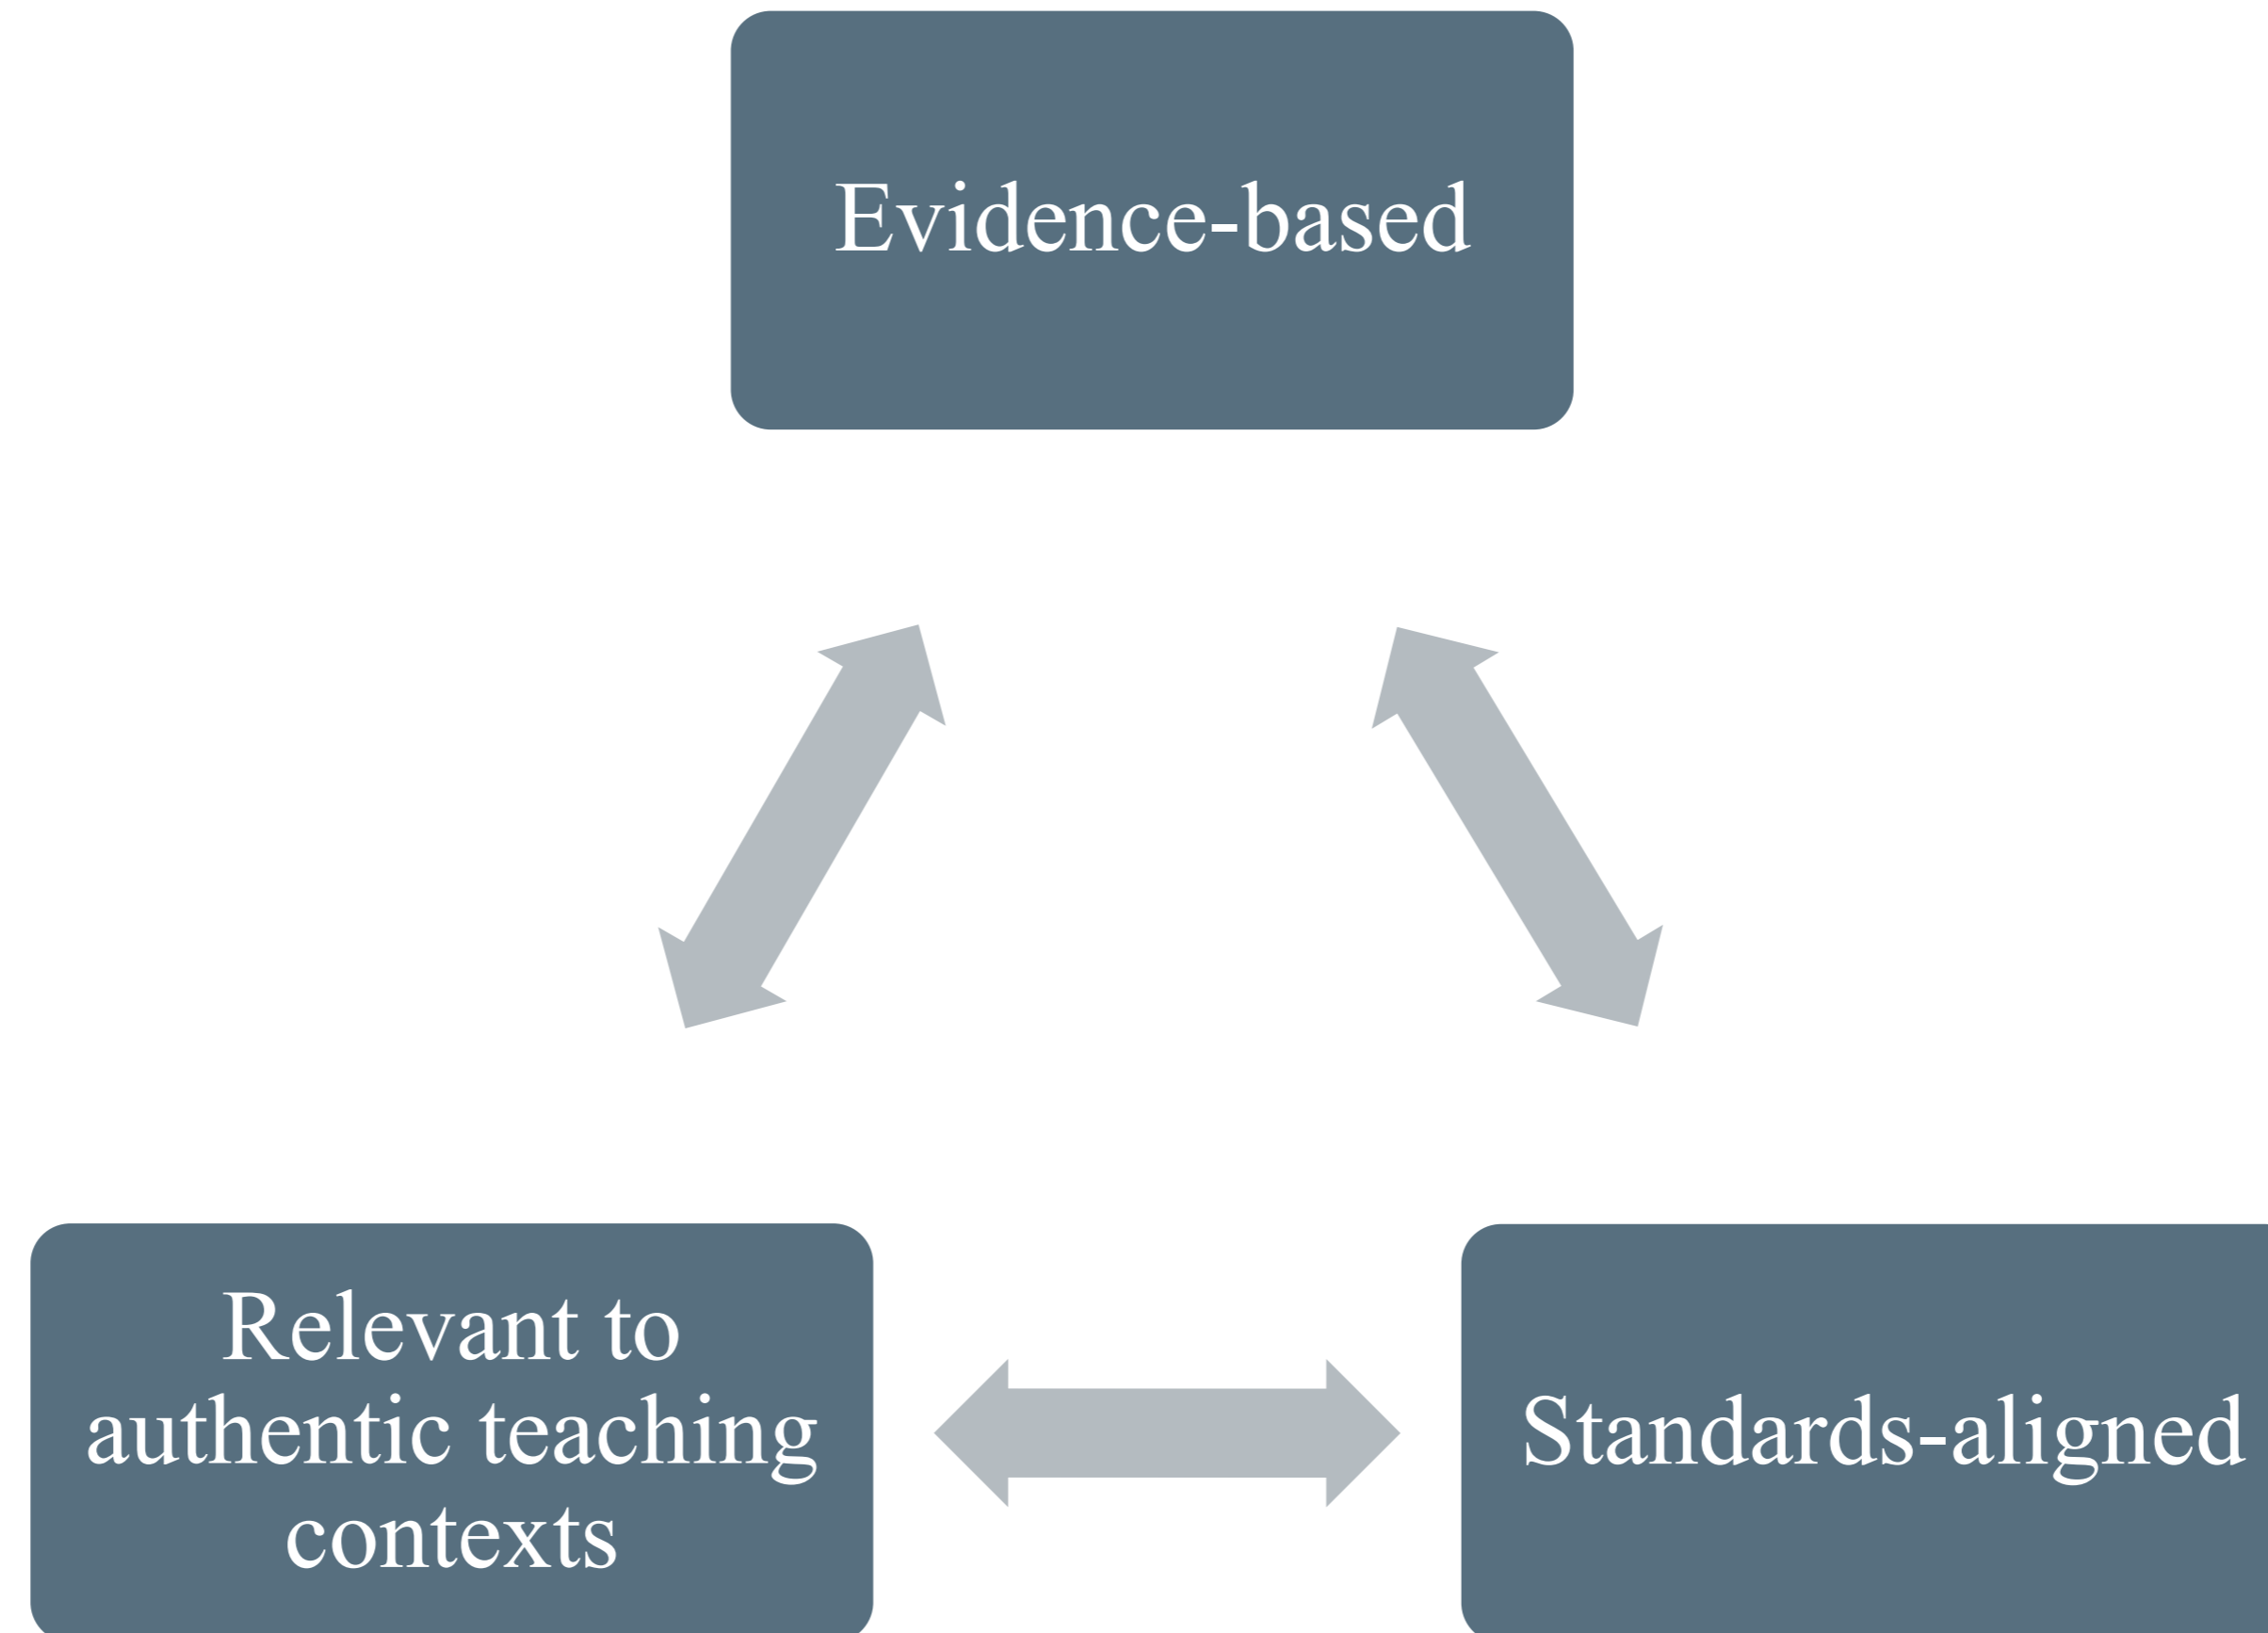 Evidence-based
Relevant to
authentic teaching
contexts
Standards-aligned